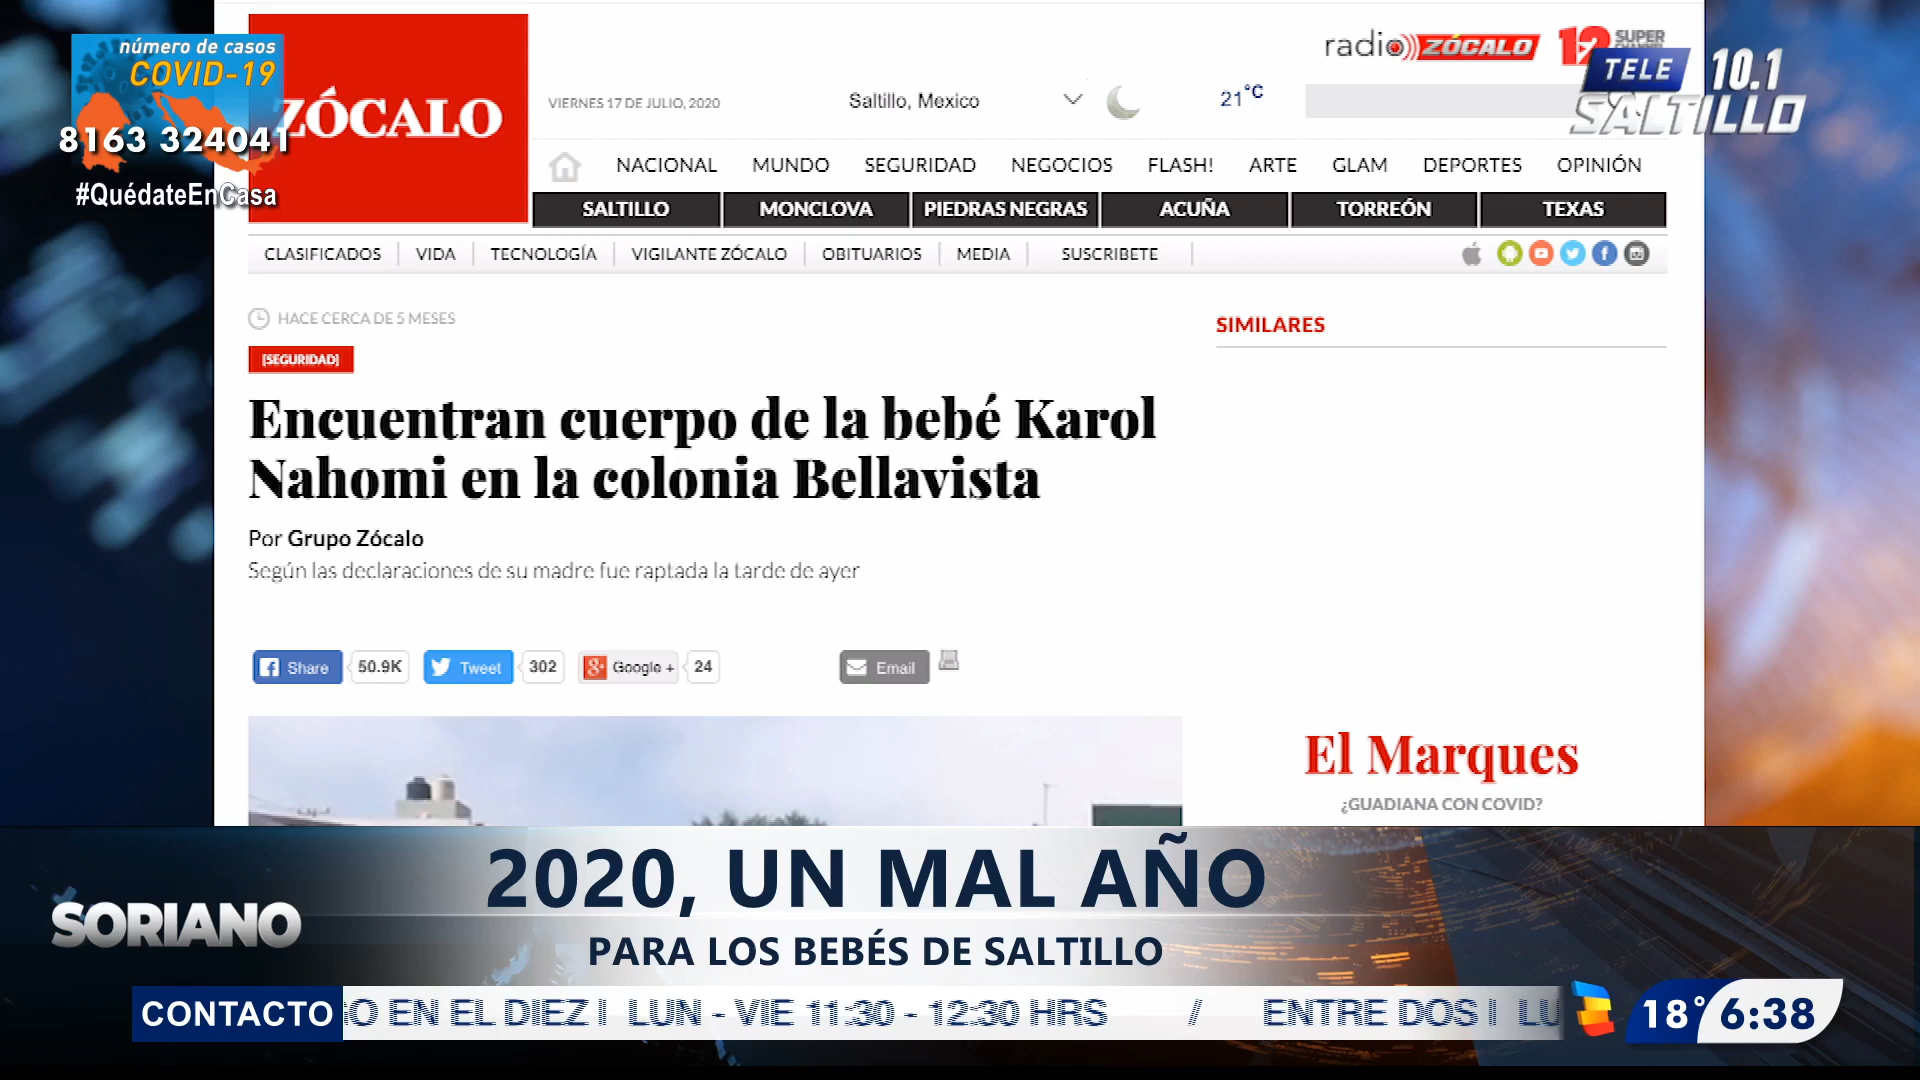 número de casos
COVID-19
8163 324041
#QuédateEnCasa
ZÓCALO
VIERNES 17 DE JULIO, 2020
Saltillo, Mexico
21°C
radio ZÓCALO
12 SUPER
TELE 10.1
SALTILLO
NACIONAL MUNDO SEGURIDAD NEGOCIOS FLASH! ARTE GLAM DEPORTES OPINIÓN
SALTILLO MONCLOVA PIEDRAS NEGRAS ACUÑA TORREÓN TEXAS
CLASIFICADOS VIDA TECNOLOGÍA VIGILANTE ZÓCALO OBITUARIOS MEDIA SUSCRIBETE
HACE CERCA DE 5 MESES
[SEGURIDAD]
Encuentran cuerpo de la bebé Karol
Nahomi en la colonia Bellavista
Por Grupo Zócalo
Según las declaraciones de su madre fue raptada la tarde de ayer
Share 50.9K Tweet 302 Google + 24 Email
SIMILARES
El Marques
¿GUADIANA CON COVID?
SORIANO
2020, UN MAL AÑO
PARA LOS BEBÉS DE SALTILLO
CONTACTO GO EN EL DIEZ | LUN - VIE 11:30 - 12:30 HRS / ENTRE DOS | LU
18° 6:38